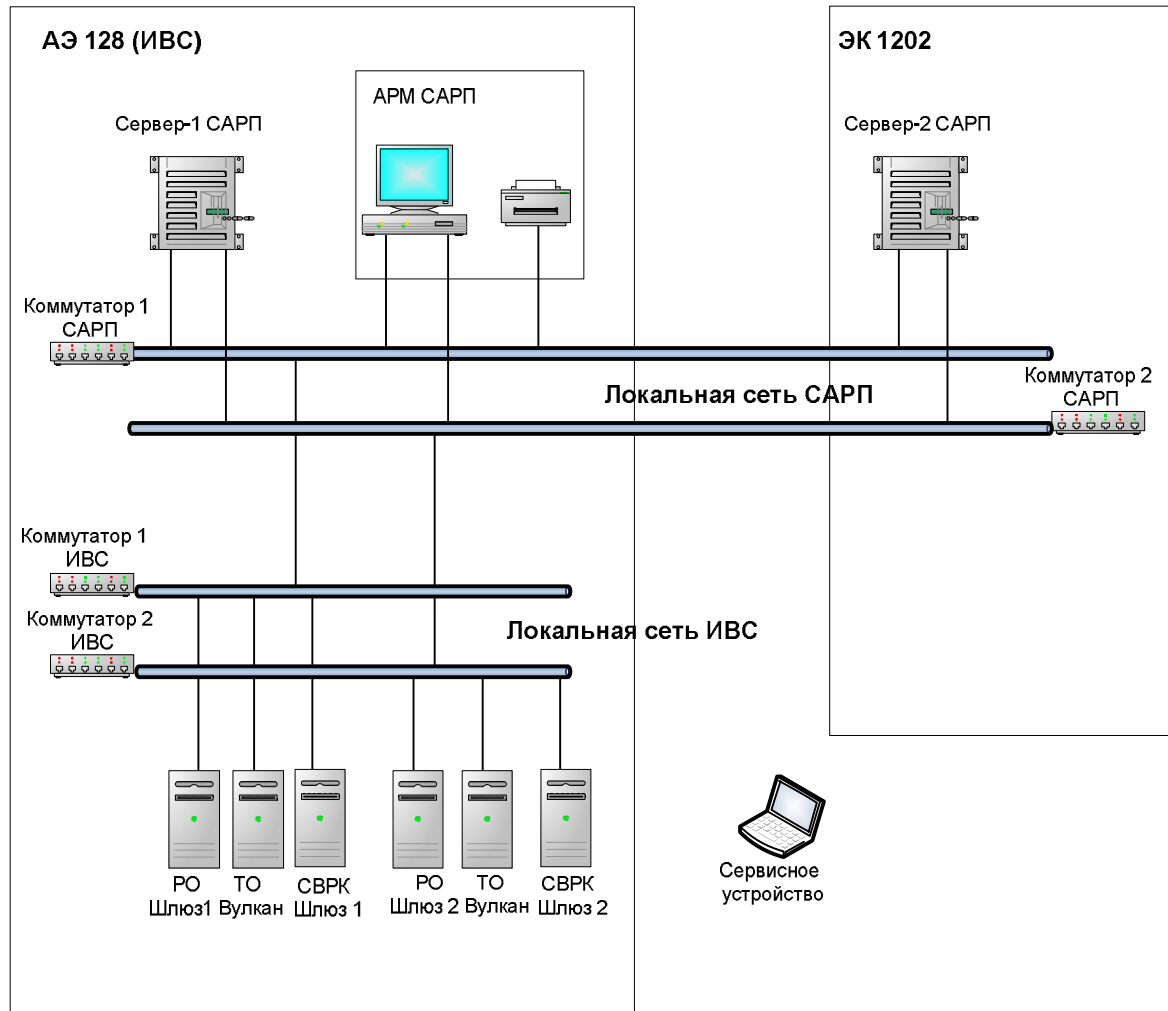 АЭ 128 (ИВС)
ЭК 1202
АРМ САРП
Сервер-1 САРП
Сервер-2 САРП
Коммутатор 1
САРП
Локальная сеть САРП
Коммутатор 2
САРП
Коммутатор 1
ИВС
Коммутатор 2
ИВС
Локальная сеть ИВС
РО
Шлюз1
ТО
Вулкан
СВРК
Шлюз 1
РО
Шлюз 2
ТО
Вулкан
СВРК
Шлюз 2
Сервисное
устройство